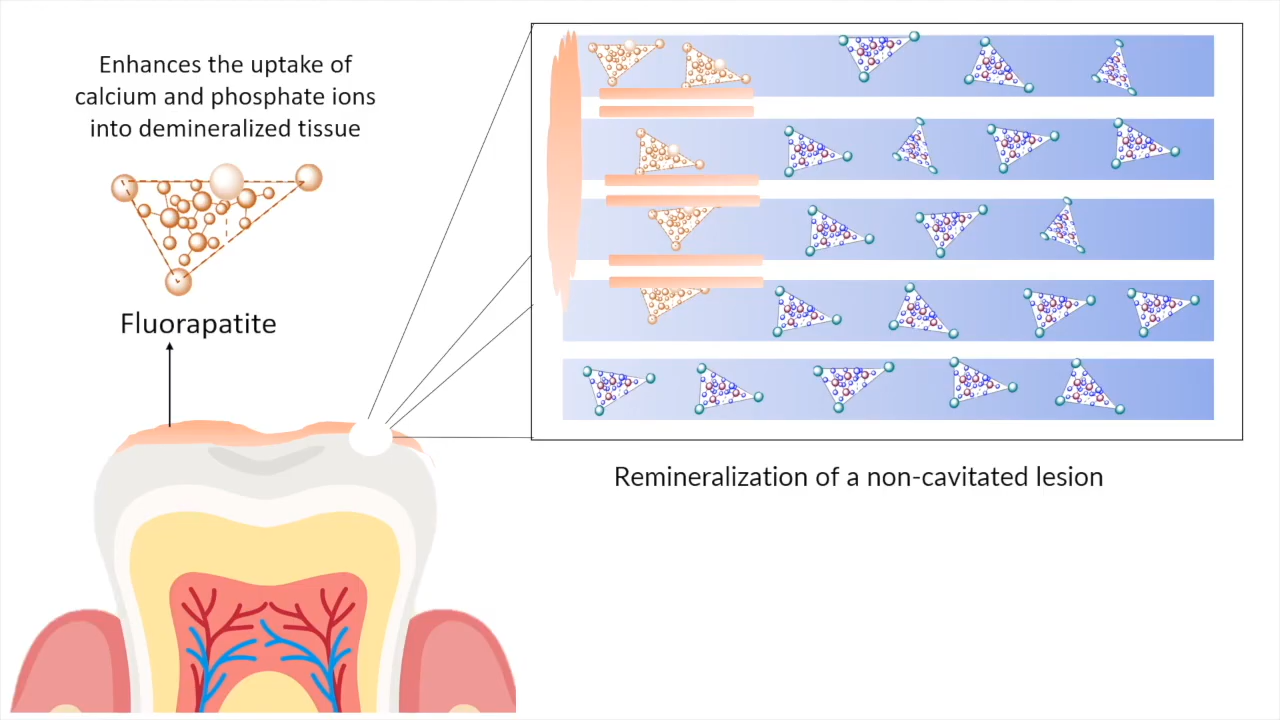 Enhances the uptake of
calcium and phosphate ions
into demineralized tissue
Fluorapatite
Remineralization of a non-cavitated lesion